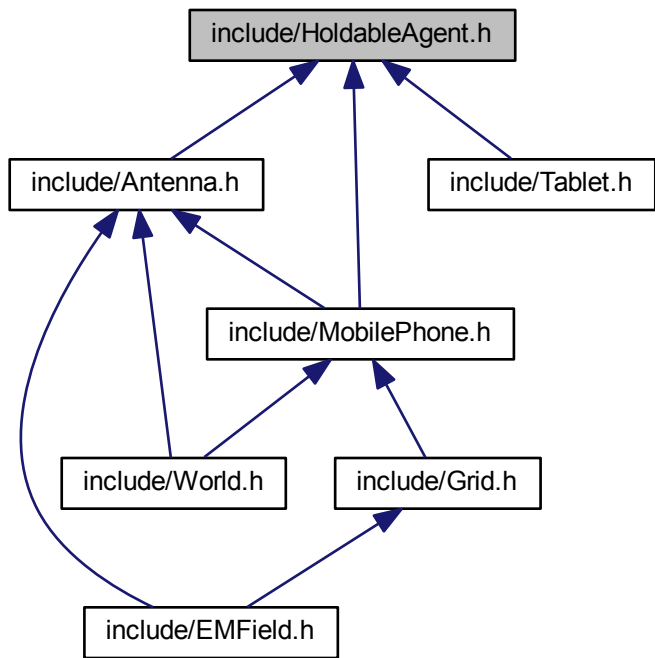 include/HoldableAgent.h
include/Antenna.h
include/Tablet.h
include/MobilePhone.h
include/World.h
include/Grid.h
include/EMField.h